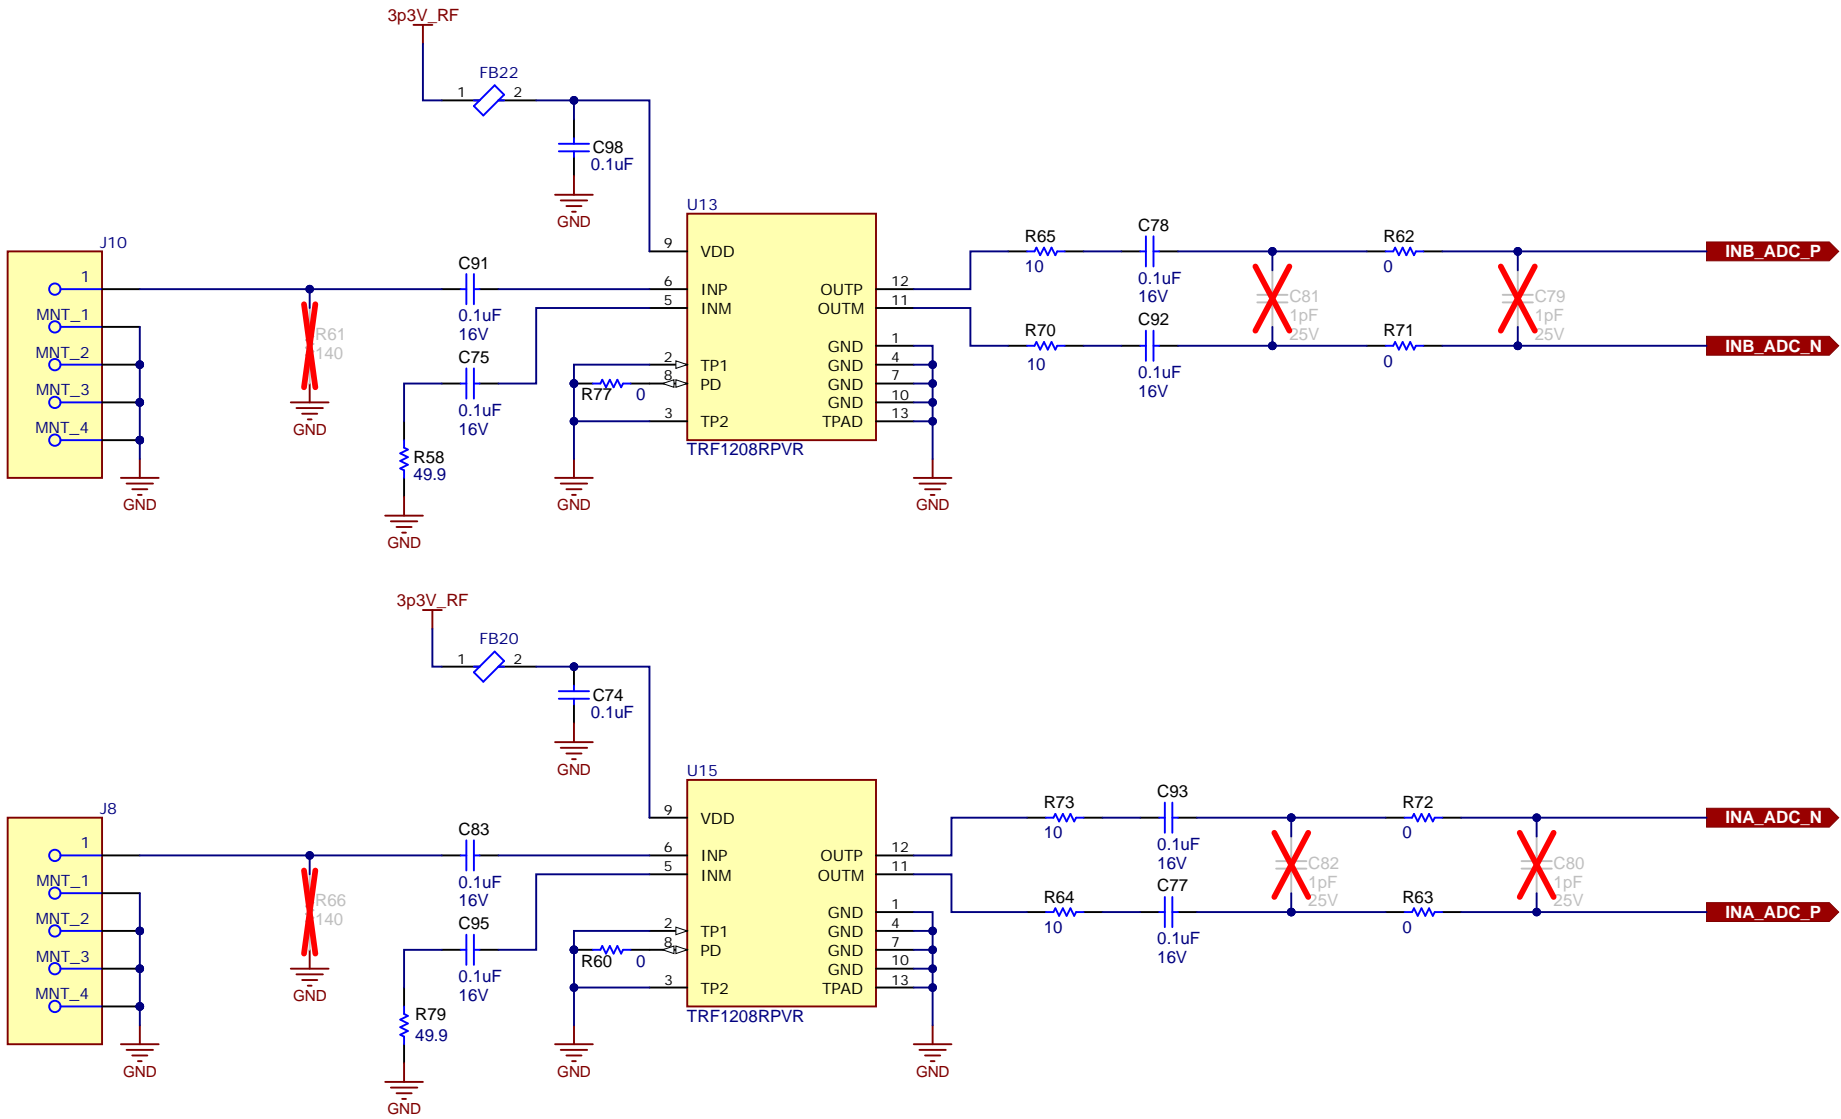 3p3V_RF
FB22
1 2
C98
0.1uF
GND
U13
J10
1
MNT_1
MNT_2
MNT_3
MNT_4
GND
R61
140
GND
C91
0.1uF
16V
C75
0.1uF
16V
R58
49.9
GND
9 VDD
6 INP
5 INM
2 TP1
8 PD
3 TP2
R77 0
GND
OUTP 12
OUTM 11
GND 1
GND 4
GND 7
GND 10
TPAD 13
TRF1208RPVR
GND
R65
10
C78
0.1uF
16V
R70
10
C92
0.1uF
16V
C81
1pF
25V
R62
0
R71
0
C79
1pF
25V
INB_ADC_P
INB_ADC_N
3p3V_RF
FB20
1 2
C74
0.1uF
GND
U15
J8
1
MNT_1
MNT_2
MNT_3
MNT_4
GND
R66
140
GND
C83
0.1uF
16V
C95
0.1uF
16V
R79
49.9
GND
9 VDD
6 INP
5 INM
2 TP1
8 PD
3 TP2
R60 0
GND
OUTP 12
OUTM 11
GND 1
GND 4
GND 7
GND 10
TPAD 13
TRF1208RPVR
GND
R73
10
C93
0.1uF
16V
R64
10
C77
0.1uF
16V
C82
1pF
25V
R72
0
R63
0
C80
1pF
25V
INA_ADC_N
INA_ADC_P